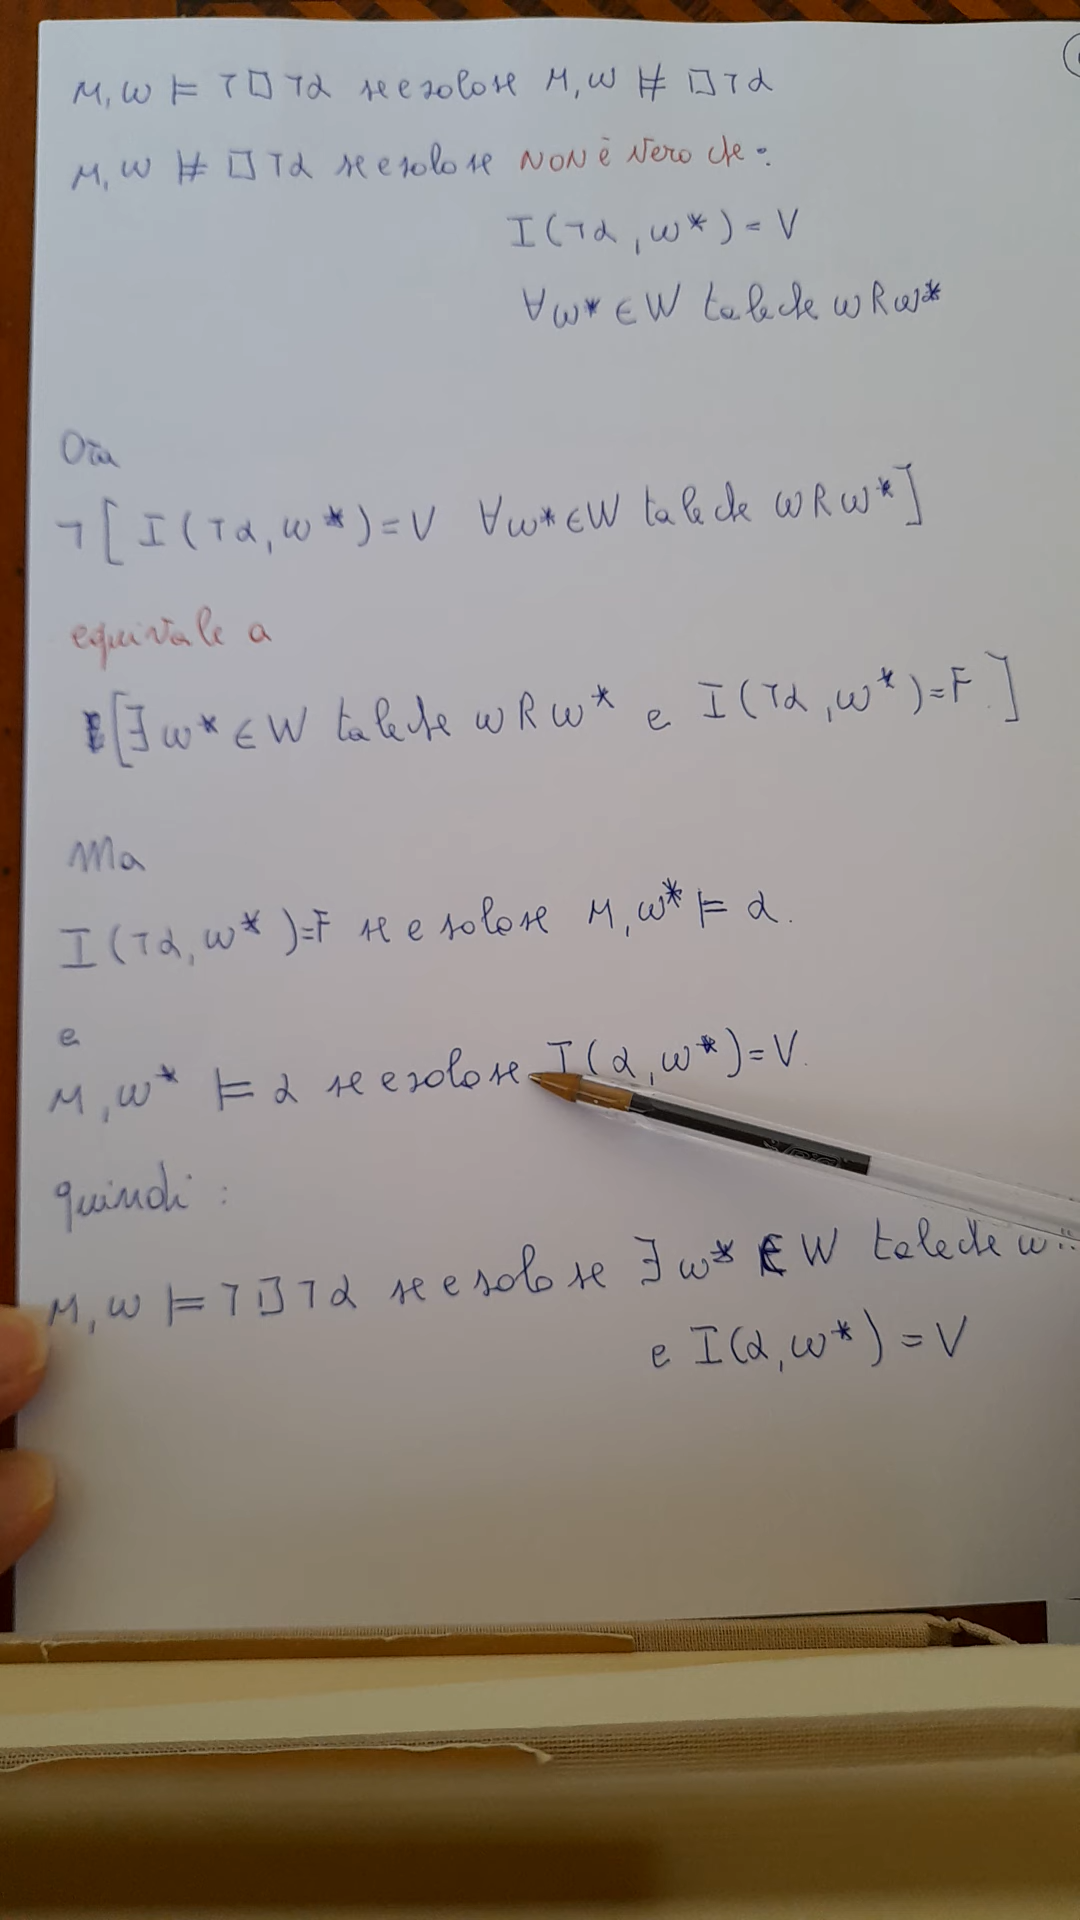 M, w ⊨ ¬□¬α se e solo se M, w ⊭ □¬α
M, w ⊭ □¬α se e solo se NON è vero che:
I(¬α, w*) = V
∀w* ∈ W tale che wRw*
Ora
¬[I(¬α, w*) = V ∀w* ∈ W tale che wRw*]
equivale a
[∃w* ∈ W tale che wRw* e I(¬α, w*) = F.]
Ma
I(¬α, w*) = F se e solo se M, w* ⊨ α.
e
M, w* ⊨ α se e solo se I(α, w*) = V.
quindi:
M, w ⊨ ¬□¬α se e solo se ∃w* ∈ W tale che w
e I(α, w*) = V